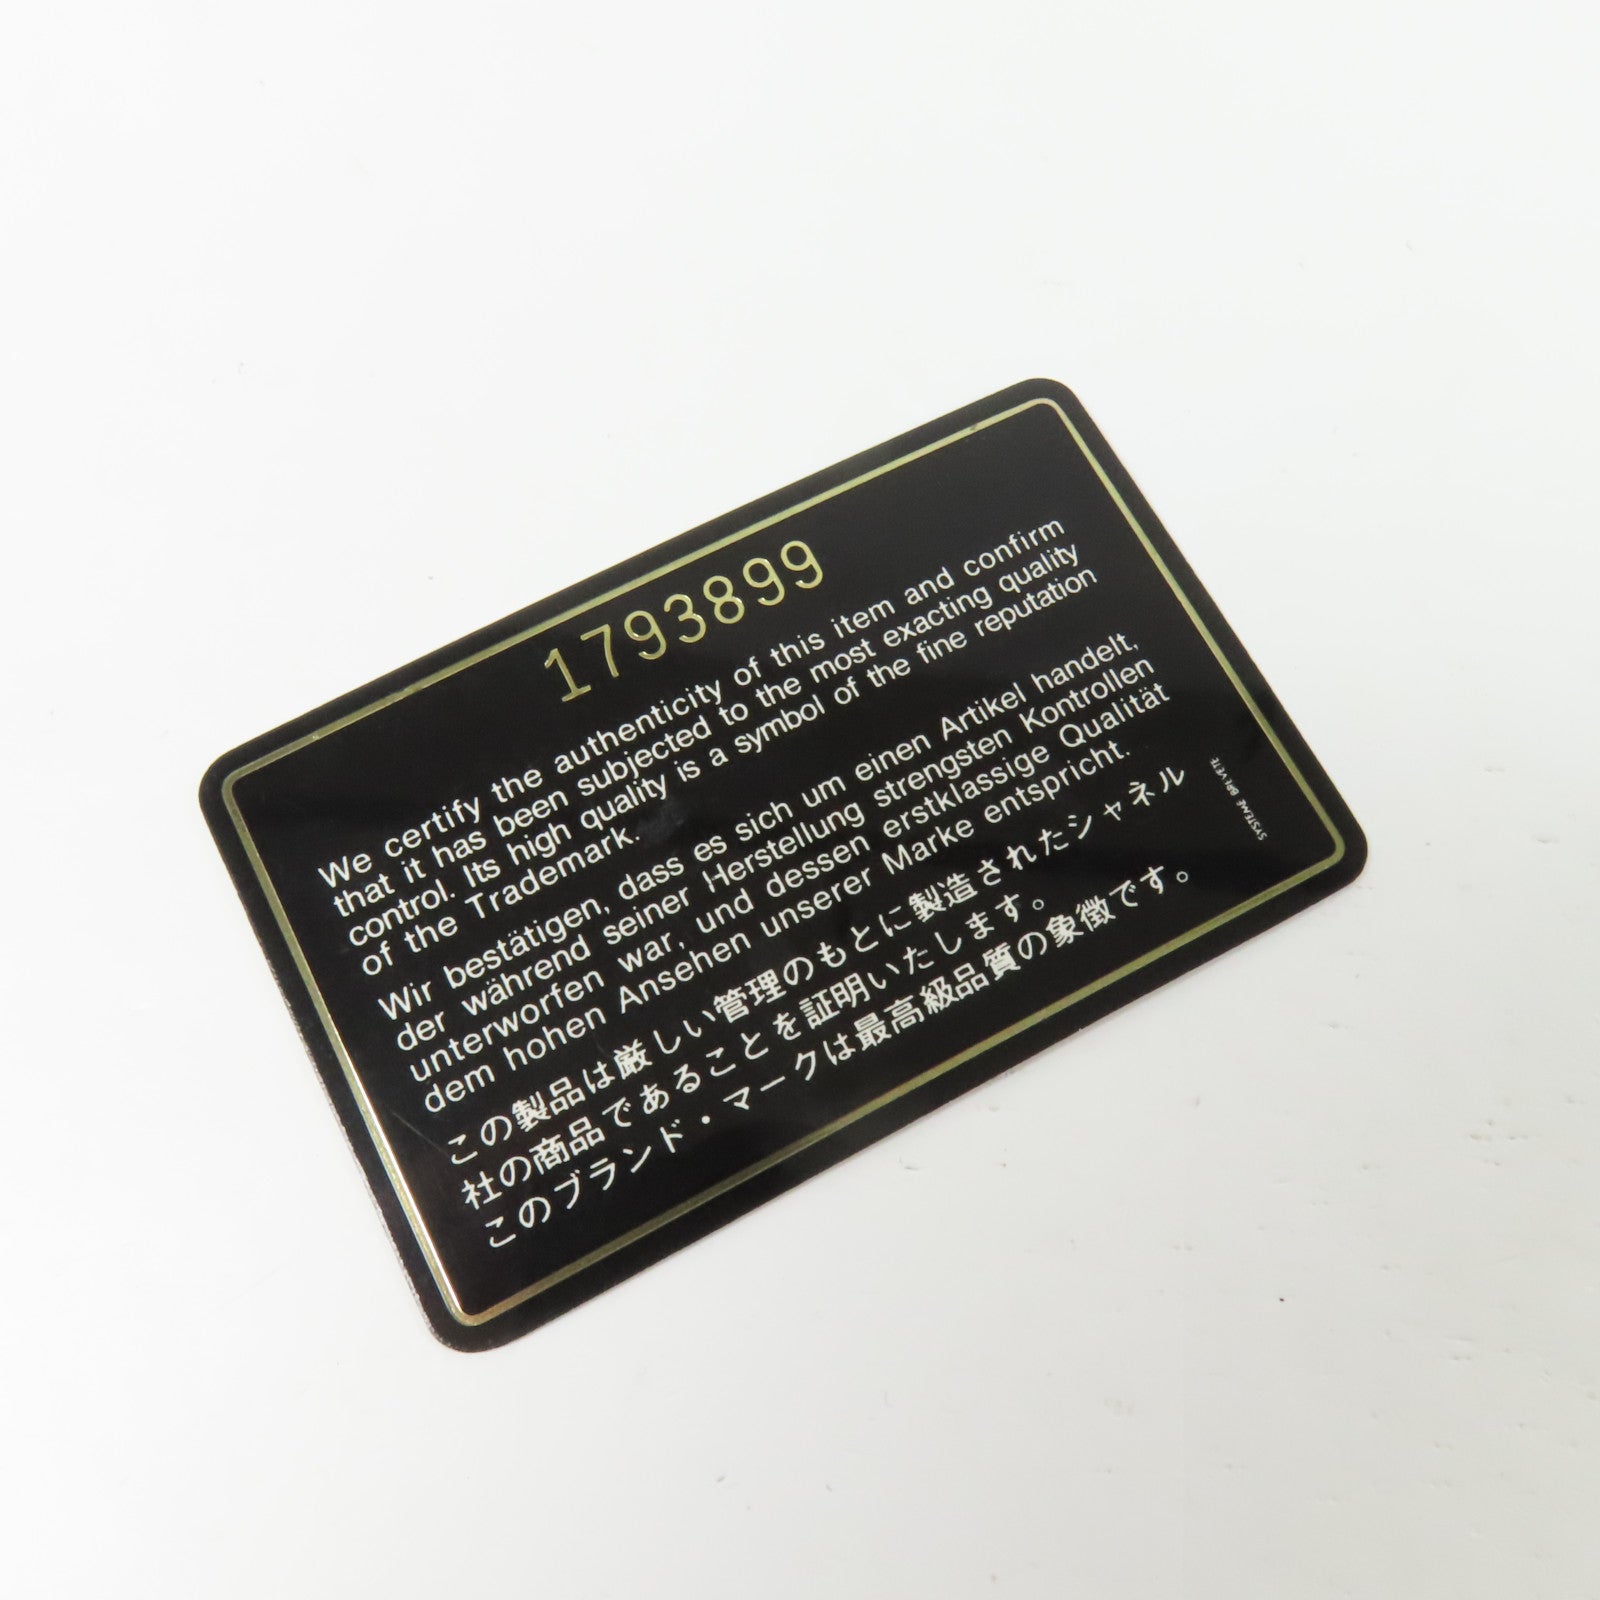 1793899
We certify the authenticity of this item and confirm
that it has been subjected to the most exacting quality
control. Its high quality is a symbol of the fine reputation
of the Trademark.
Wir bestätigen, dass es sich um einen Artikel handelt,
der während seiner Herstellung strengsten Kontrollen
unterworfen war, und dessen erstklassige Qualität
dem hohen Ansehen unserer Marke entspricht.
この製品は厳しい管理のもとに製造されたシャネル
社の商品であることを証明いたします。
このブランド・マークは最高級品質の象徴です。
SYSTEME BREVETE